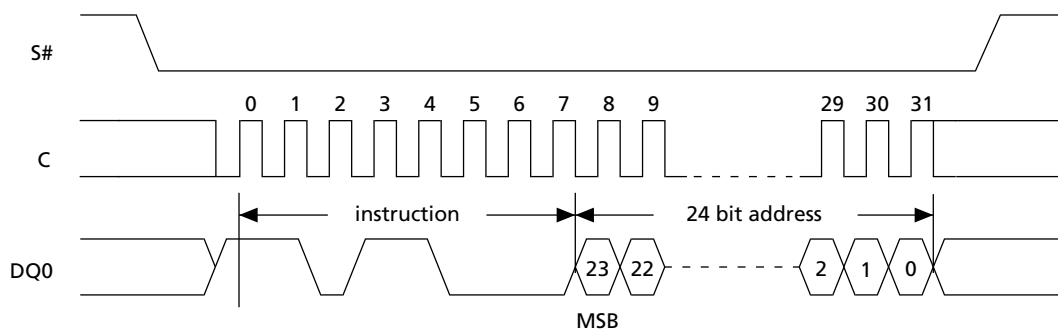 S#
0 1 2 3 4 5 6 7 8 9 29 30 31
C
instruction 24 bit address
DQ0 23 22 2 1 0
MSB